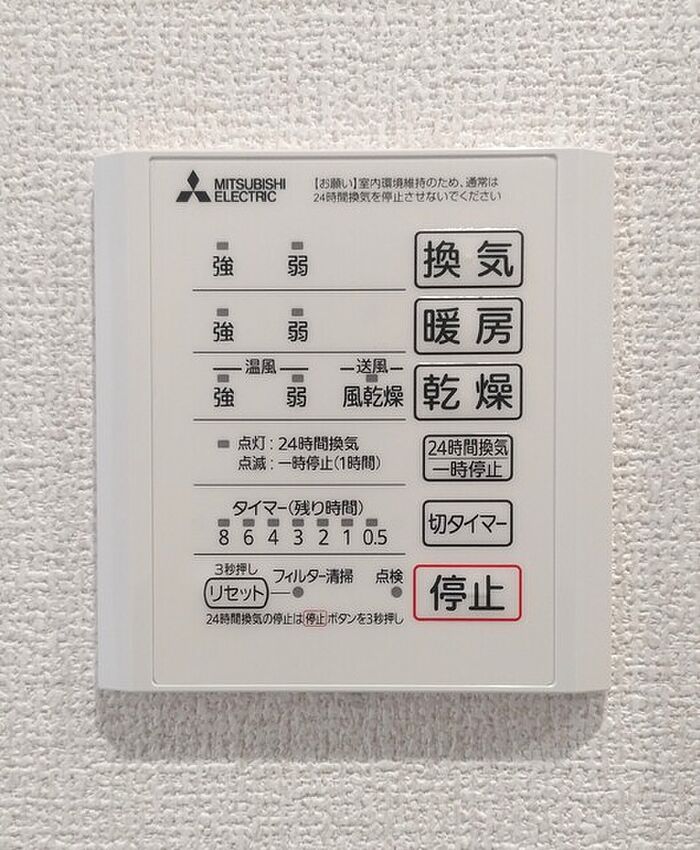 MITSUBISHI
ELECTRIC
【お願い】室内環境維持のため、通常は
24時間換気を停止させないでください
強 弱 換気
強 弱 暖房
温風 送風
強 弱 風乾燥 乾燥
点灯:24時間換気
点滅:一時停止(1時間)
24時間換気
一時停止
タイマー(残り時間)
8 6 4 3 2 1 0.5
切タイマー
3秒押し
リセット フィルター清掃 点検
停止
24時間換気の停止は停止ボタンを3秒押し